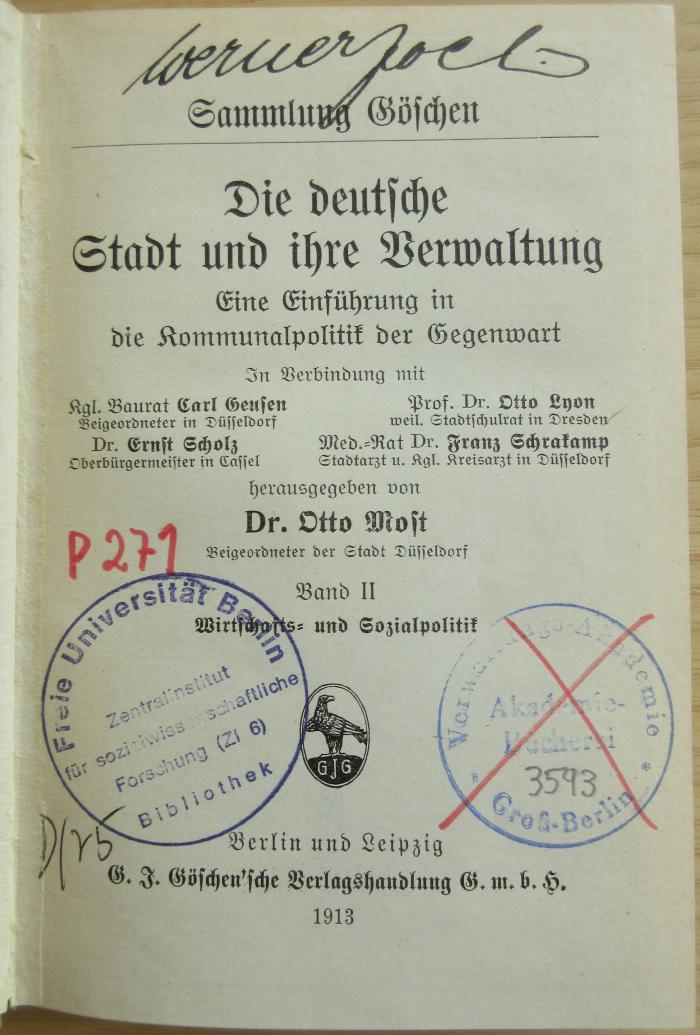 Sammlung Göschen
Die deutsche
Stadt und ihre Verwaltung
Eine Einführung in
die Kommunalpolitik der Gegenwart
In Verbindung mit
Kgl. Baurat Carl Geusen
Beigeordneter in Düsseldorf
Prof. Dr. Otto Lyon
weil. Stadtschulrat in Dresden
Dr. Ernst Scholz
Oberbürgermeister in Cassel
Med.-Rat Dr. Franz Schrakamp
Stadtarzt u. Kgl. Kreisarzt in Düsseldorf
herausgegeben von
Dr. Otto Most
Beigeordneter der Stadt Düsseldorf
P 271
Band II
Wirtschafts- und Sozialpolitik
Freie Universität Berlin
Zentralinstitut
für sozialwissenschaftliche
Forschung (ZI 6)
Bibliothek
GJG
Verwaltungs-Akademie
Akademie-
Bücherei
3593
* Groß-Berlin *
Berlin und Leipzig
G. J. Göschen'sche Verlagshandlung G. m. b. H.
1913